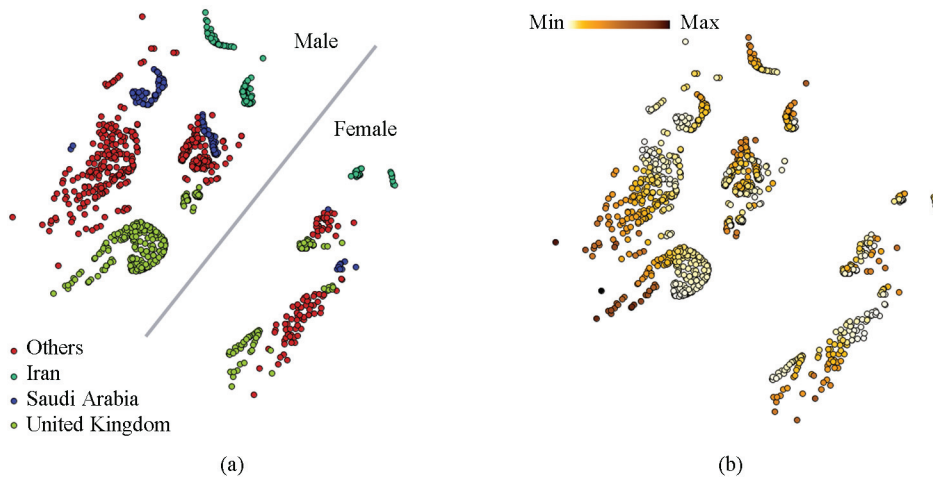 Male
Female
Others
Iran
Saudi Arabia
United Kingdom
(a)
Min Max
(b)